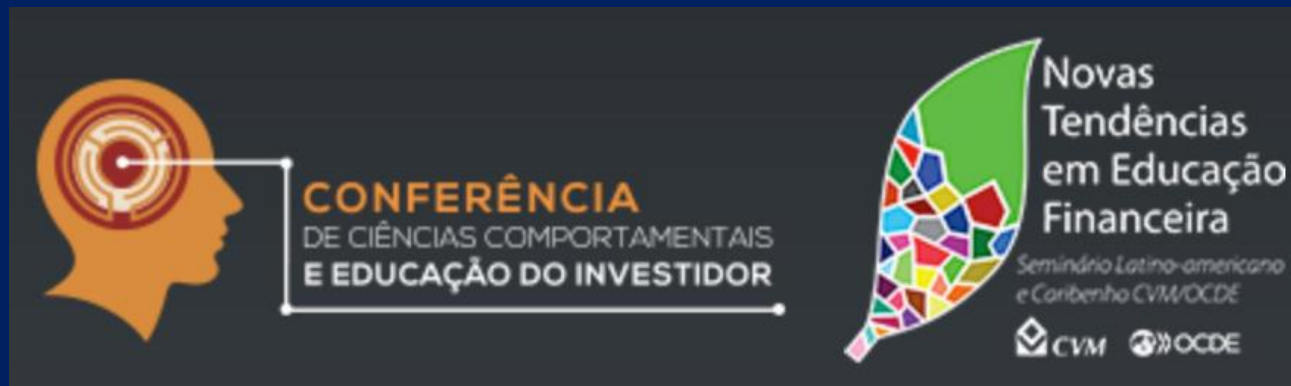 CONFERÊNCIA
DE CIÊNCIAS COMPORTAMENTAIS
E EDUCAÇÃO DO INVESTIDOR
Novas
Tendências
em Educação
Financeira
Seminário Latino-americano
e Caribenho CVM/OCDE
CVM OCDE